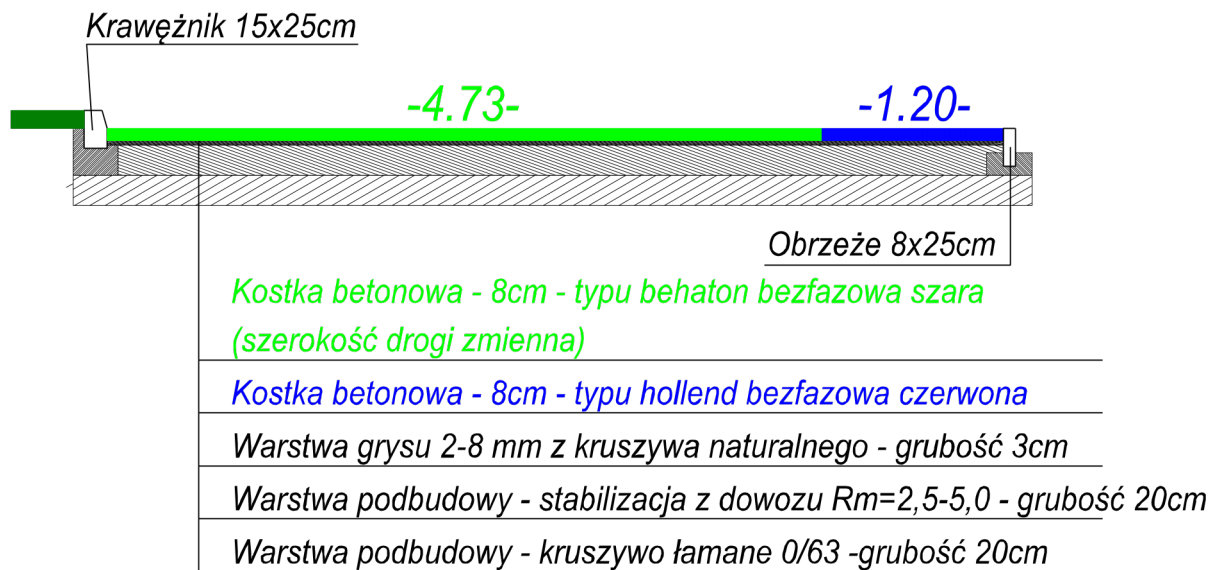 Krawężnik 15x25cm
-4.73-
-1.20-
Obrzeże 8x25cm
Kostka betonowa - 8cm - typu behaton bezfazowa szara
(szerokość drogi zmienna)
Kostka betonowa - 8cm - typu hollend bezfazowa czerwona
Warstwa grysu 2-8 mm z kruszywa naturalnego - grubość 3cm
Warstwa podbudowy - stabilizacja z dowozu Rm=2,5-5,0 - grubość 20cm
Warstwa podbudowy - kruszywo łamane 0/63 -grubość 20cm